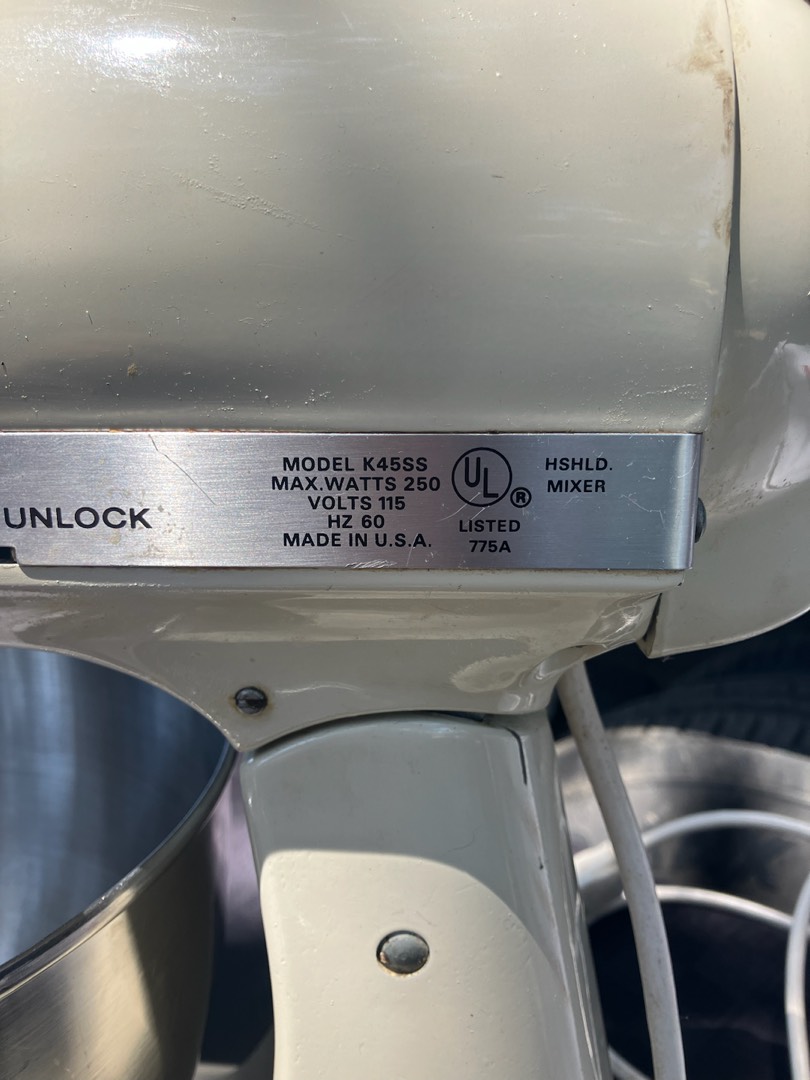 UNLOCK
MODEL K45SS
MAX.WATTS 250
VOLTS 115
HZ 60
MADE IN U.S.A.
UL ®
LISTED
775A
HSHLD.
MIXER